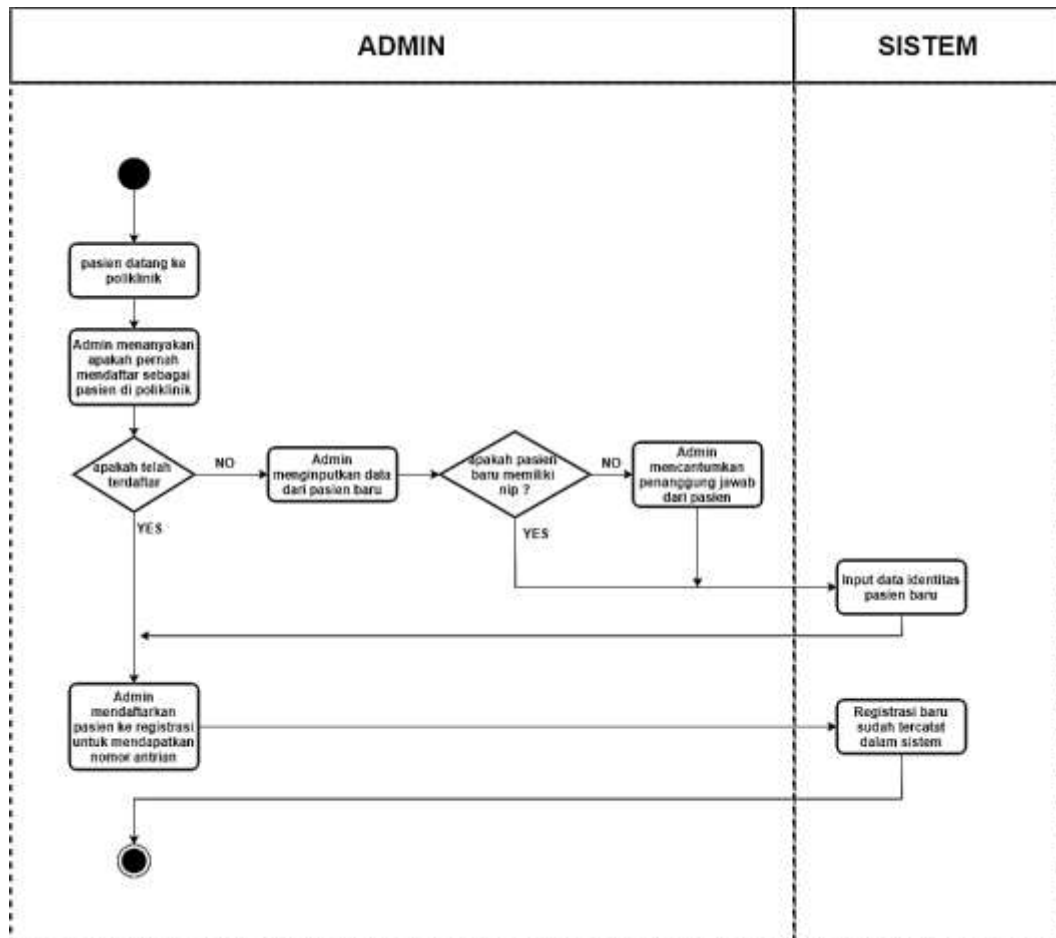 ADMIN
SISTEM
pasien datang ke
poliklinik
Admin menanyakan
apakah pernah
mendaftar sebagai
pasien di poliklinik
apakah telah
terdaftar
NO
Admin
menginputkan data
dari pasien baru
apakah pasien
baru memiliki
nip ?
NO
Admin
mencantumkan
penanggung jawab
dari pasien
YES
YES
Input data identitas
pasien baru
Admin
mendaftarkan
pasien ke registrasi
untuk mendapatkan
nomor antrian
Registrasi baru
sudah tercatat
dalam sistem